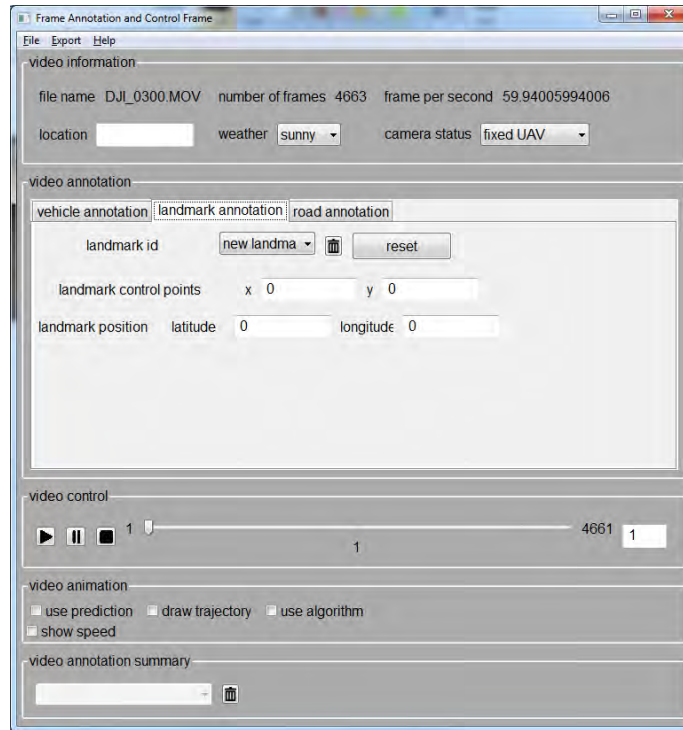 Frame Annotation and Control Frame
File Export Help
video information
file name DJI_0300.MOV number of frames 4663 frame per second 59.94005994006
location weather sunny camera status fixed UAV
video annotation
vehicle annotation landmark annotation road annotation
landmark id new landma reset
landmark control points x 0 y 0
landmark position latitude 0 longitude 0
video control
1 4661 1
1
video animation
use prediction draw trajectory use algorithm
show speed
video annotation summary